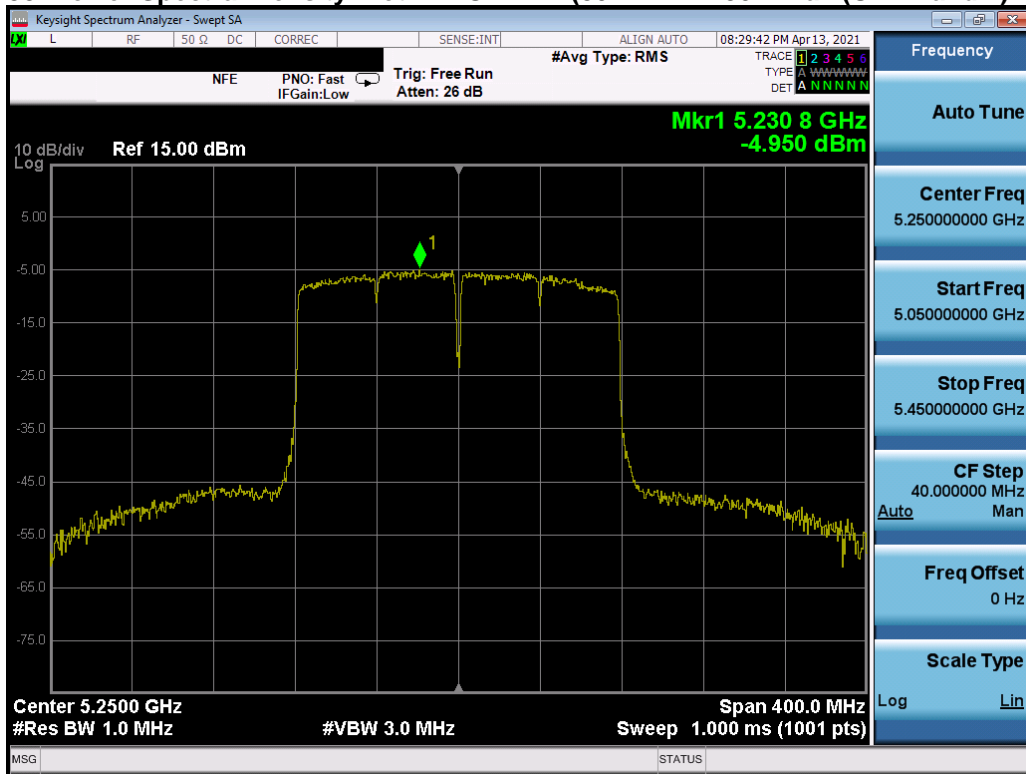 Keysight Spectrum Analyzer - Swept SA
LXI L RF 50 Ω DC CORREC SENSE:INT ALIGN AUTO 08:29:42 PM Apr 13, 2021
NFE PNO: Fast Trig: Free Run #Avg Type: RMS TRACE 1 2 3 4 5 6
IFGain:Low Atten: 26 dB TYPE A WWWWW
DET A N N N N N
Frequency
Mkr1 5.230 8 GHz
-4.950 dBm
10 dB/div Ref 15.00 dBm
Log
1
5.00
-5.00
-15.0
-25.0
-35.0
-45.0
-55.0
-65.0
-75.0
Center 5.2500 GHz Span 400.0 MHz
#Res BW 1.0 MHz #VBW 3.0 MHz Sweep 1.000 ms (1001 pts)
Auto Tune
Center Freq
5.250000000 GHz
Start Freq
5.050000000 GHz
Stop Freq
5.450000000 GHz
CF Step
40.000000 MHz
Auto Man
Freq Offset
0 Hz
Scale Type
Log Lin
MSG STATUS